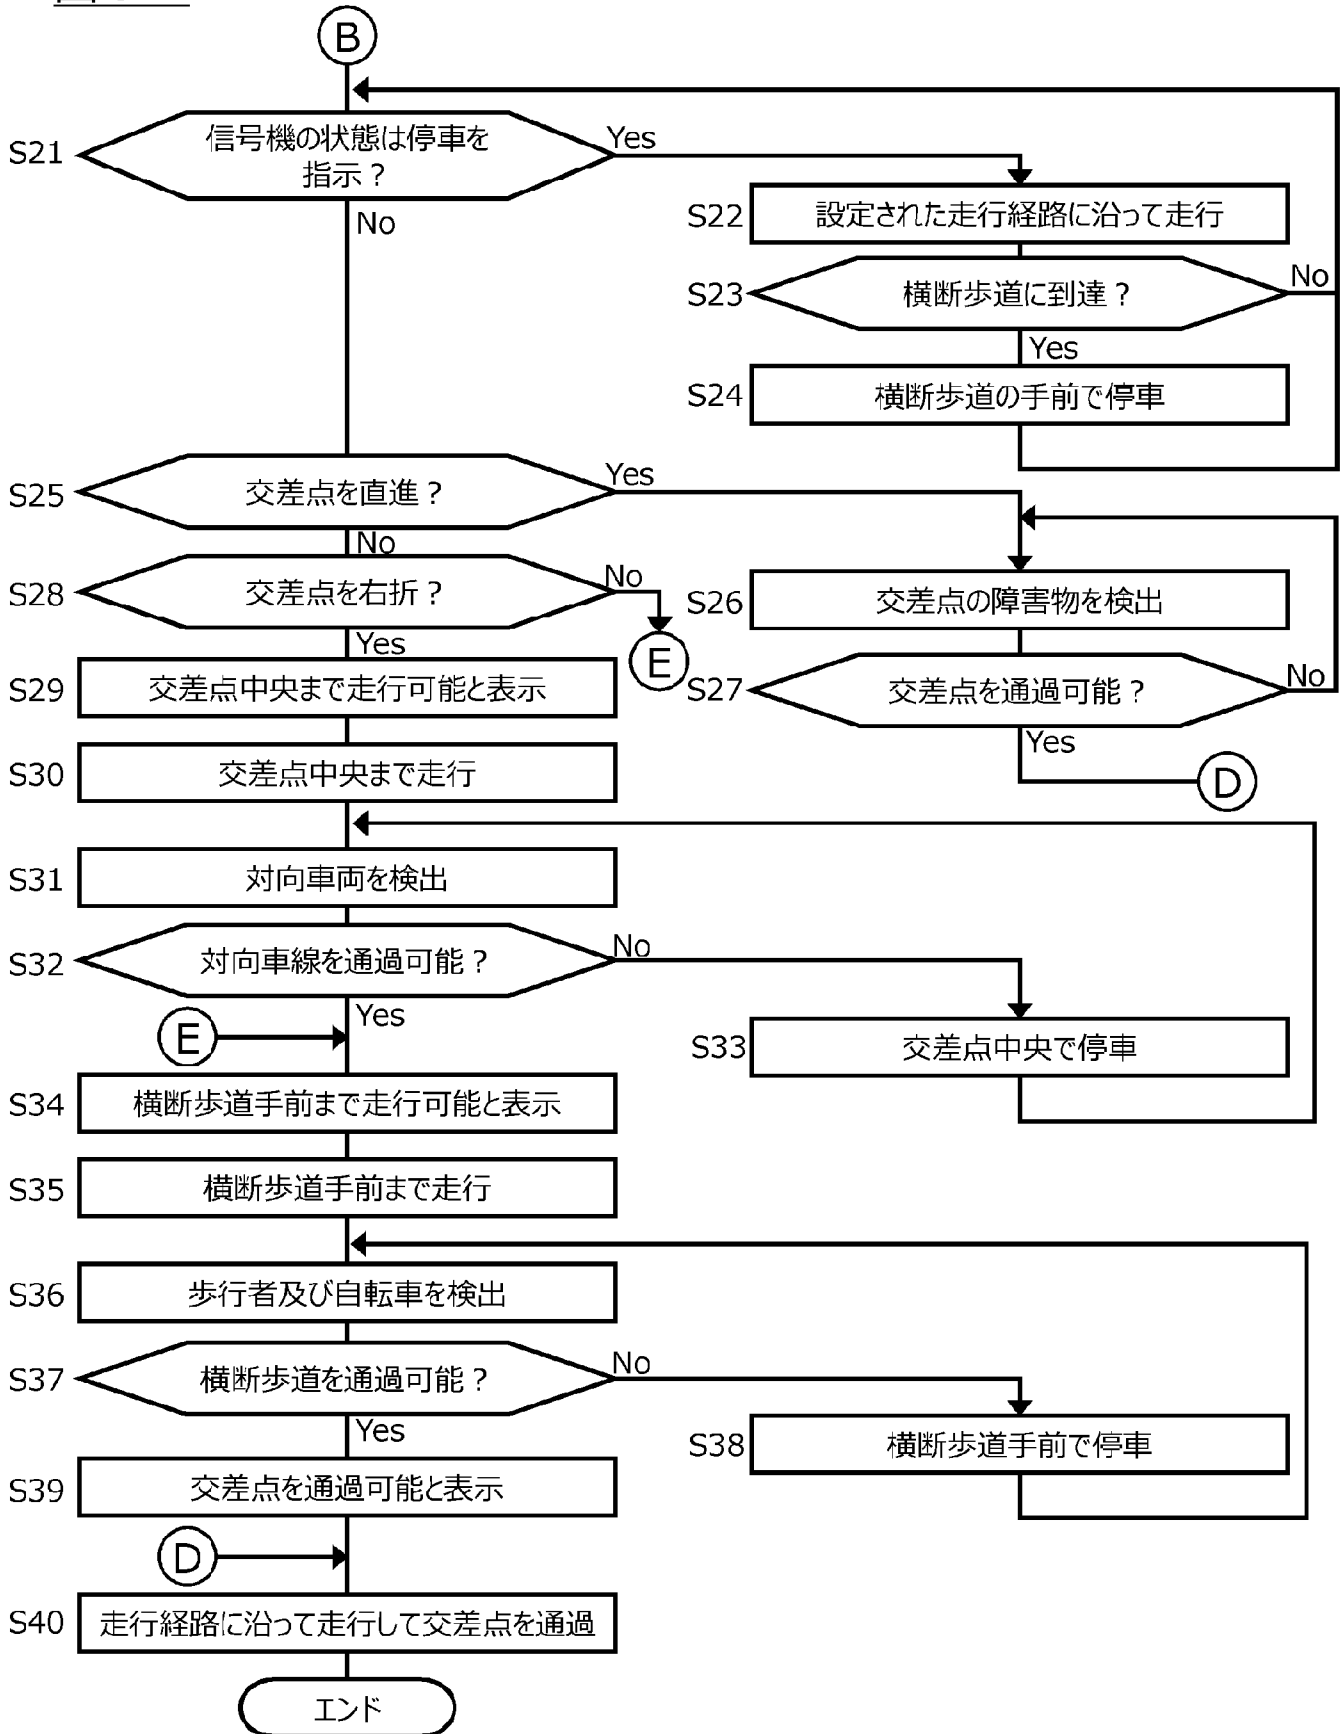 B
S21
信号機の状態は停車を
指示？
Yes
No
S22
設定された走行経路に沿って走行
S23
横断歩道に到達？
No
Yes
S24
横断歩道の手前で停車
S25
交差点を直進？
Yes
No
S28
交差点を右折？
No
E
Yes
S26
交差点の障害物を検出
S27
交差点を通過可能？
No
Yes
D
S29
交差点中央まで走行可能と表示
S30
交差点中央まで走行
S31
対向車両を検出
S32
対向車線を通過可能？
No
Yes
S33
交差点中央で停車
E
S34
横断歩道手前まで走行可能と表示
S35
横断歩道手前まで走行
S36
歩行者及び自転車を検出
S37
横断歩道を通過可能？
No
Yes
S38
横断歩道手前で停車
S39
交差点を通過可能と表示
D
S40
走行経路に沿って走行して交差点を通過
エンド